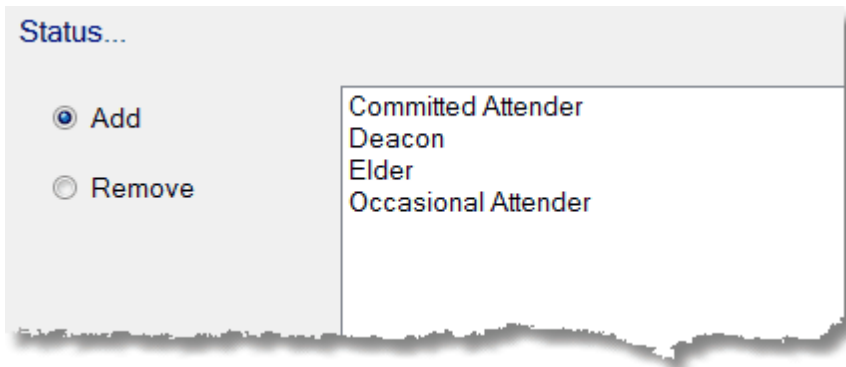 Status...
Add
Remove
Committed Attender
Deacon
Elder
Occasional Attender